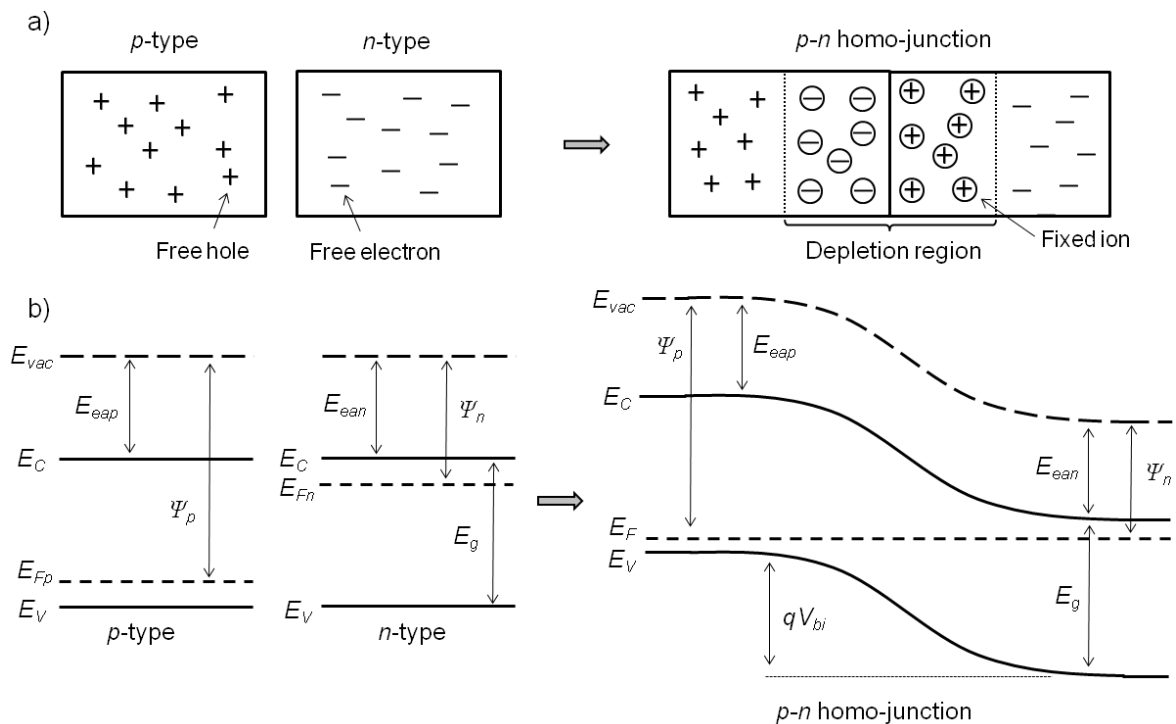 a)
p-type
n-type
p-n homo-junction
Free hole
Free electron
Depletion region
Fixed ion
b)
E_vac
E_eap
E_C
Ψ_p
E_Fp
E_V
p-type
E_ean
Ψ_n
E_C
E_Fn
E_g
E_V
n-type
E_vac
Ψ_p
E_eap
E_C
E_ean
Ψ_n
E_F
E_V
E_g
qV_bi
p-n homo-junction